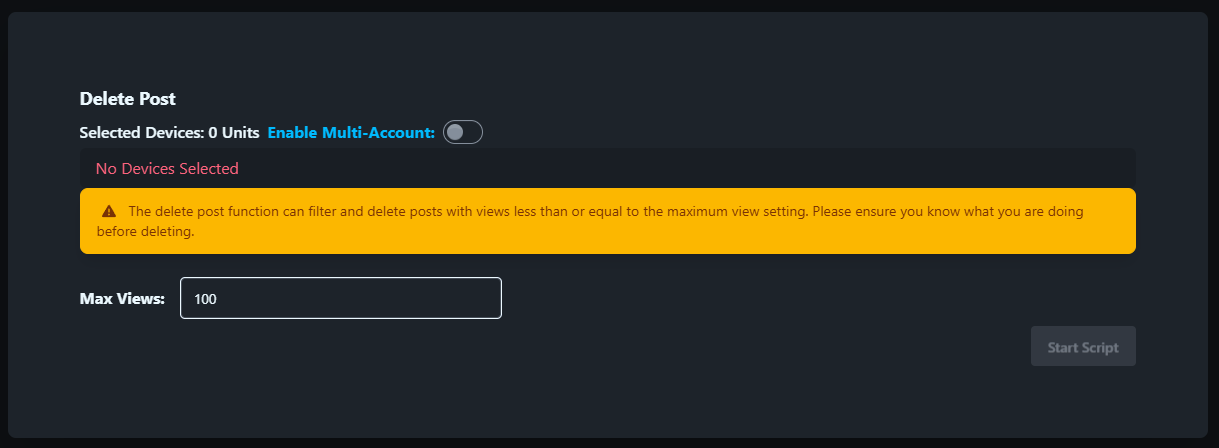 Delete Post
Selected Devices: 0 Units Enable Multi-Account:
No Devices Selected
The delete post function can filter and delete posts with views less than or equal to the maximum view setting. Please ensure you know what you are doing
before deleting.
Max Views: 100
Start Script